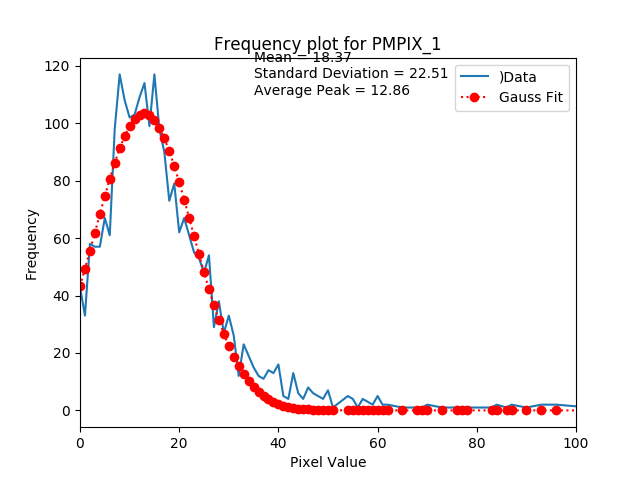 Frequency plot for PMPIX_1
Mean = 18.37
Standard Deviation = 22.51
Average Peak = 12.86
)Data
Gauss Fit
120
100
80
60
40
20
0
Frequency
0 20 40 60 80 100
Pixel Value